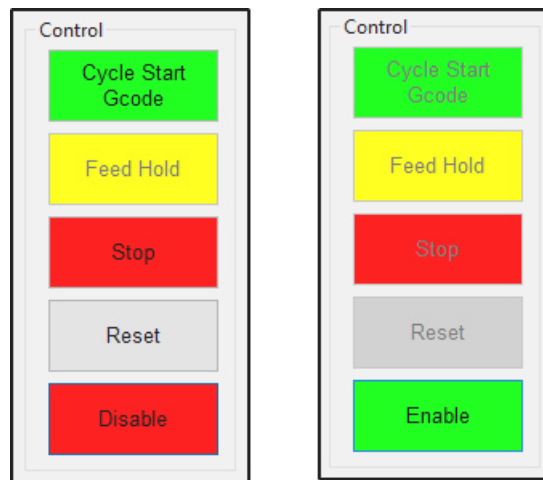 Control
Cycle Start
Gcode
Feed Hold
Stop
Reset
Disable
Control
Cycle Start
Gcode
Feed Hold
Stop
Reset
Enable